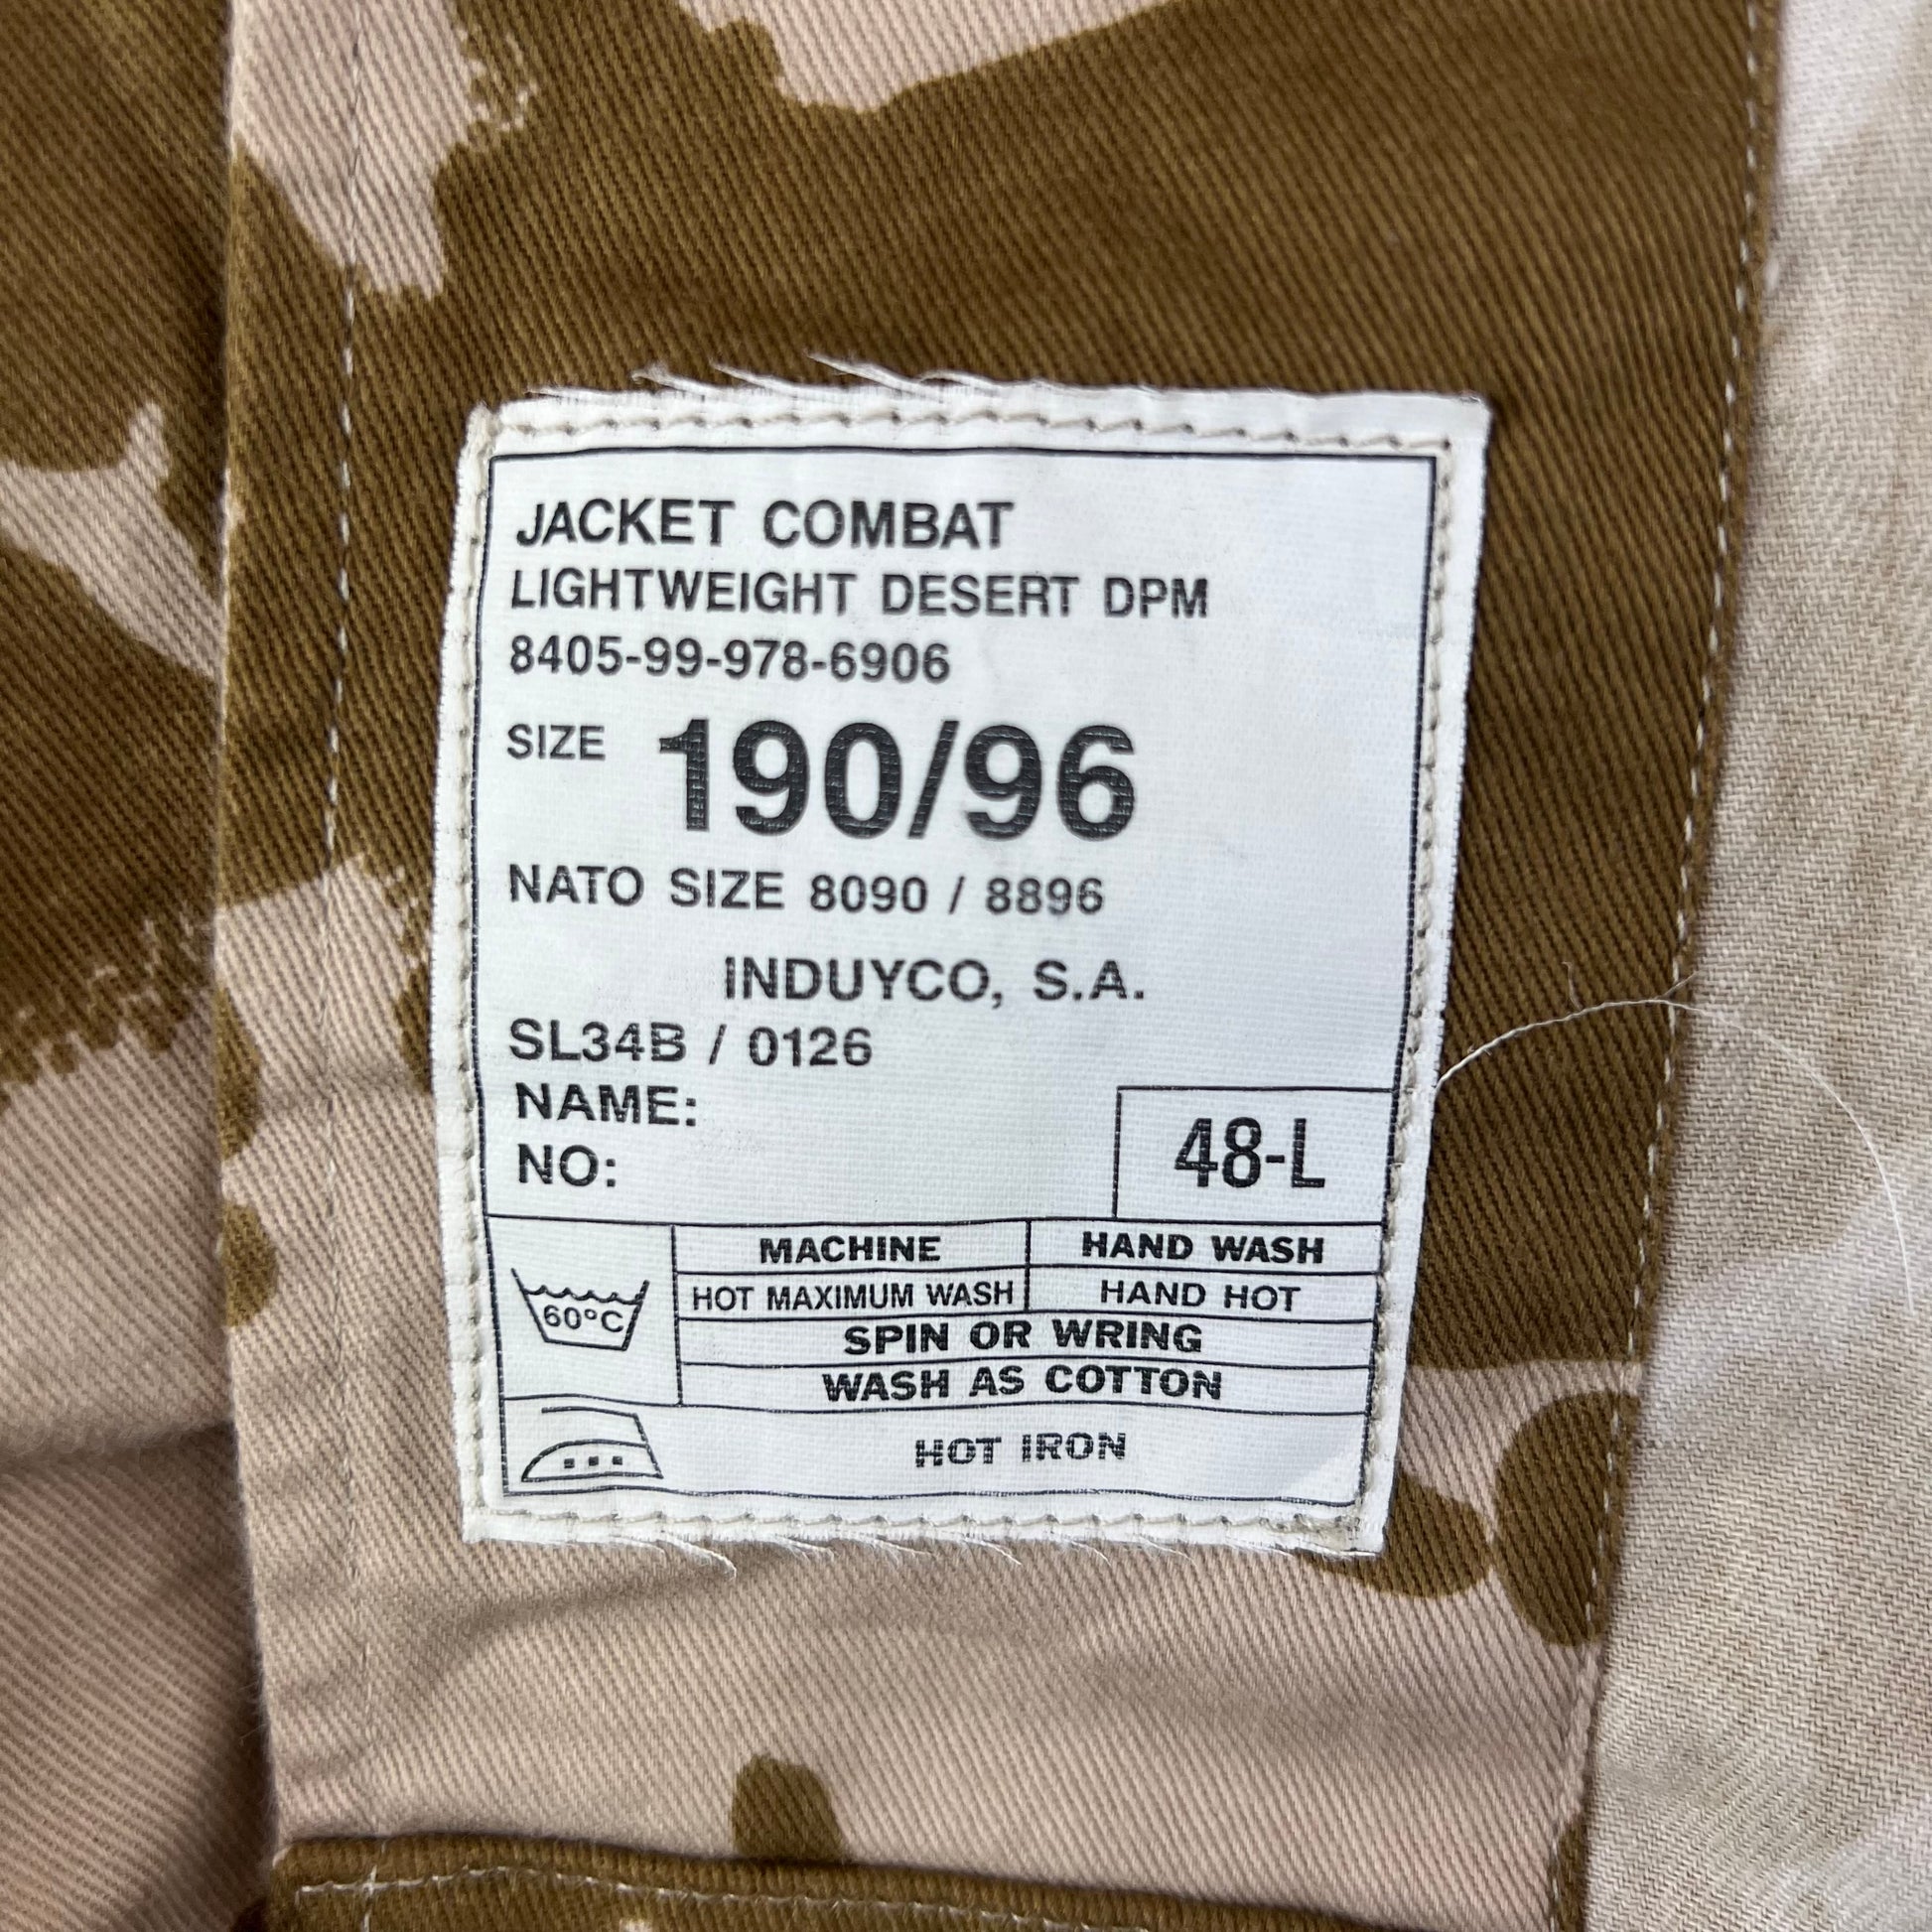 JACKET COMBAT
LIGHTWEIGHT DESERT DPM
8405-99-978-6906
SIZE 190/96
NATO SIZE 8090 / 8896
INDUYCO, S.A.
SL34B / 0126
NAME:
NO:
48-L
MACHINE HAND WASH
HOT MAXIMUM WASH HAND HOT
60°C
SPIN OR WRING
WASH AS COTTON
HOT IRON